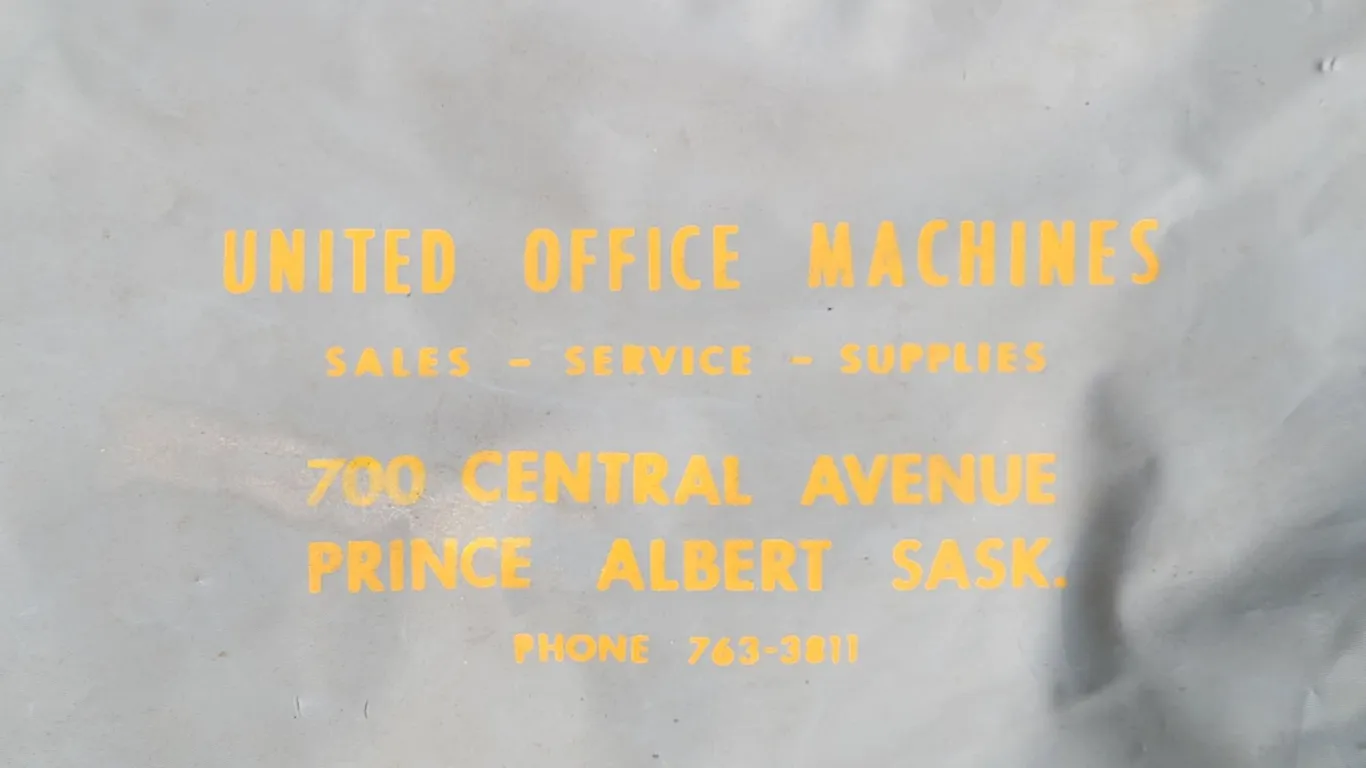 UNITED OFFICE MACHINES
SALES - SERVICE - SUPPLIES
700 CENTRAL AVENUE
PRINCE ALBERT SASK.
PHONE 763-3811